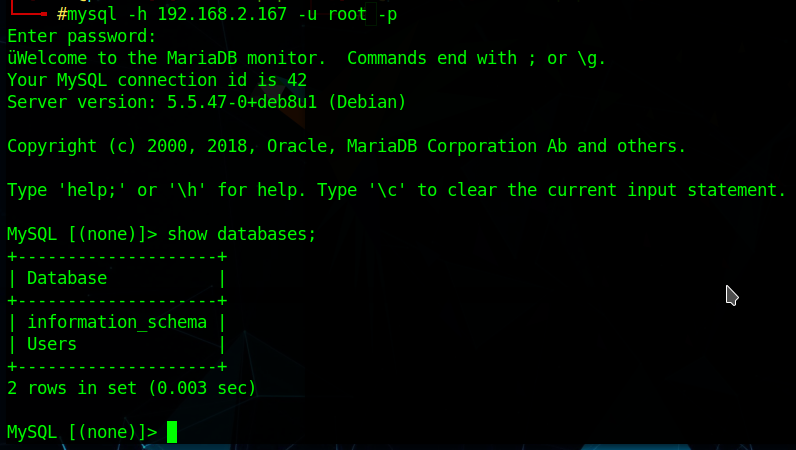 #mysql -h 192.168.2.167 -u root -p
Enter password:
üWelcome to the MariaDB monitor.  Commands end with ; or \g.
Your MySQL connection id is 42
Server version: 5.5.47-0+deb8u1 (Debian)
Copyright (c) 2000, 2018, Oracle, MariaDB Corporation Ab and others.
Type 'help;' or '\h' for help. Type '\c' to clear the current input statement.
MySQL [(none)]> show databases;
+--------------------+
| Database           |
+--------------------+
| information_schema |
| Users              |
+--------------------+
2 rows in set (0.003 sec)
MySQL [(none)]>